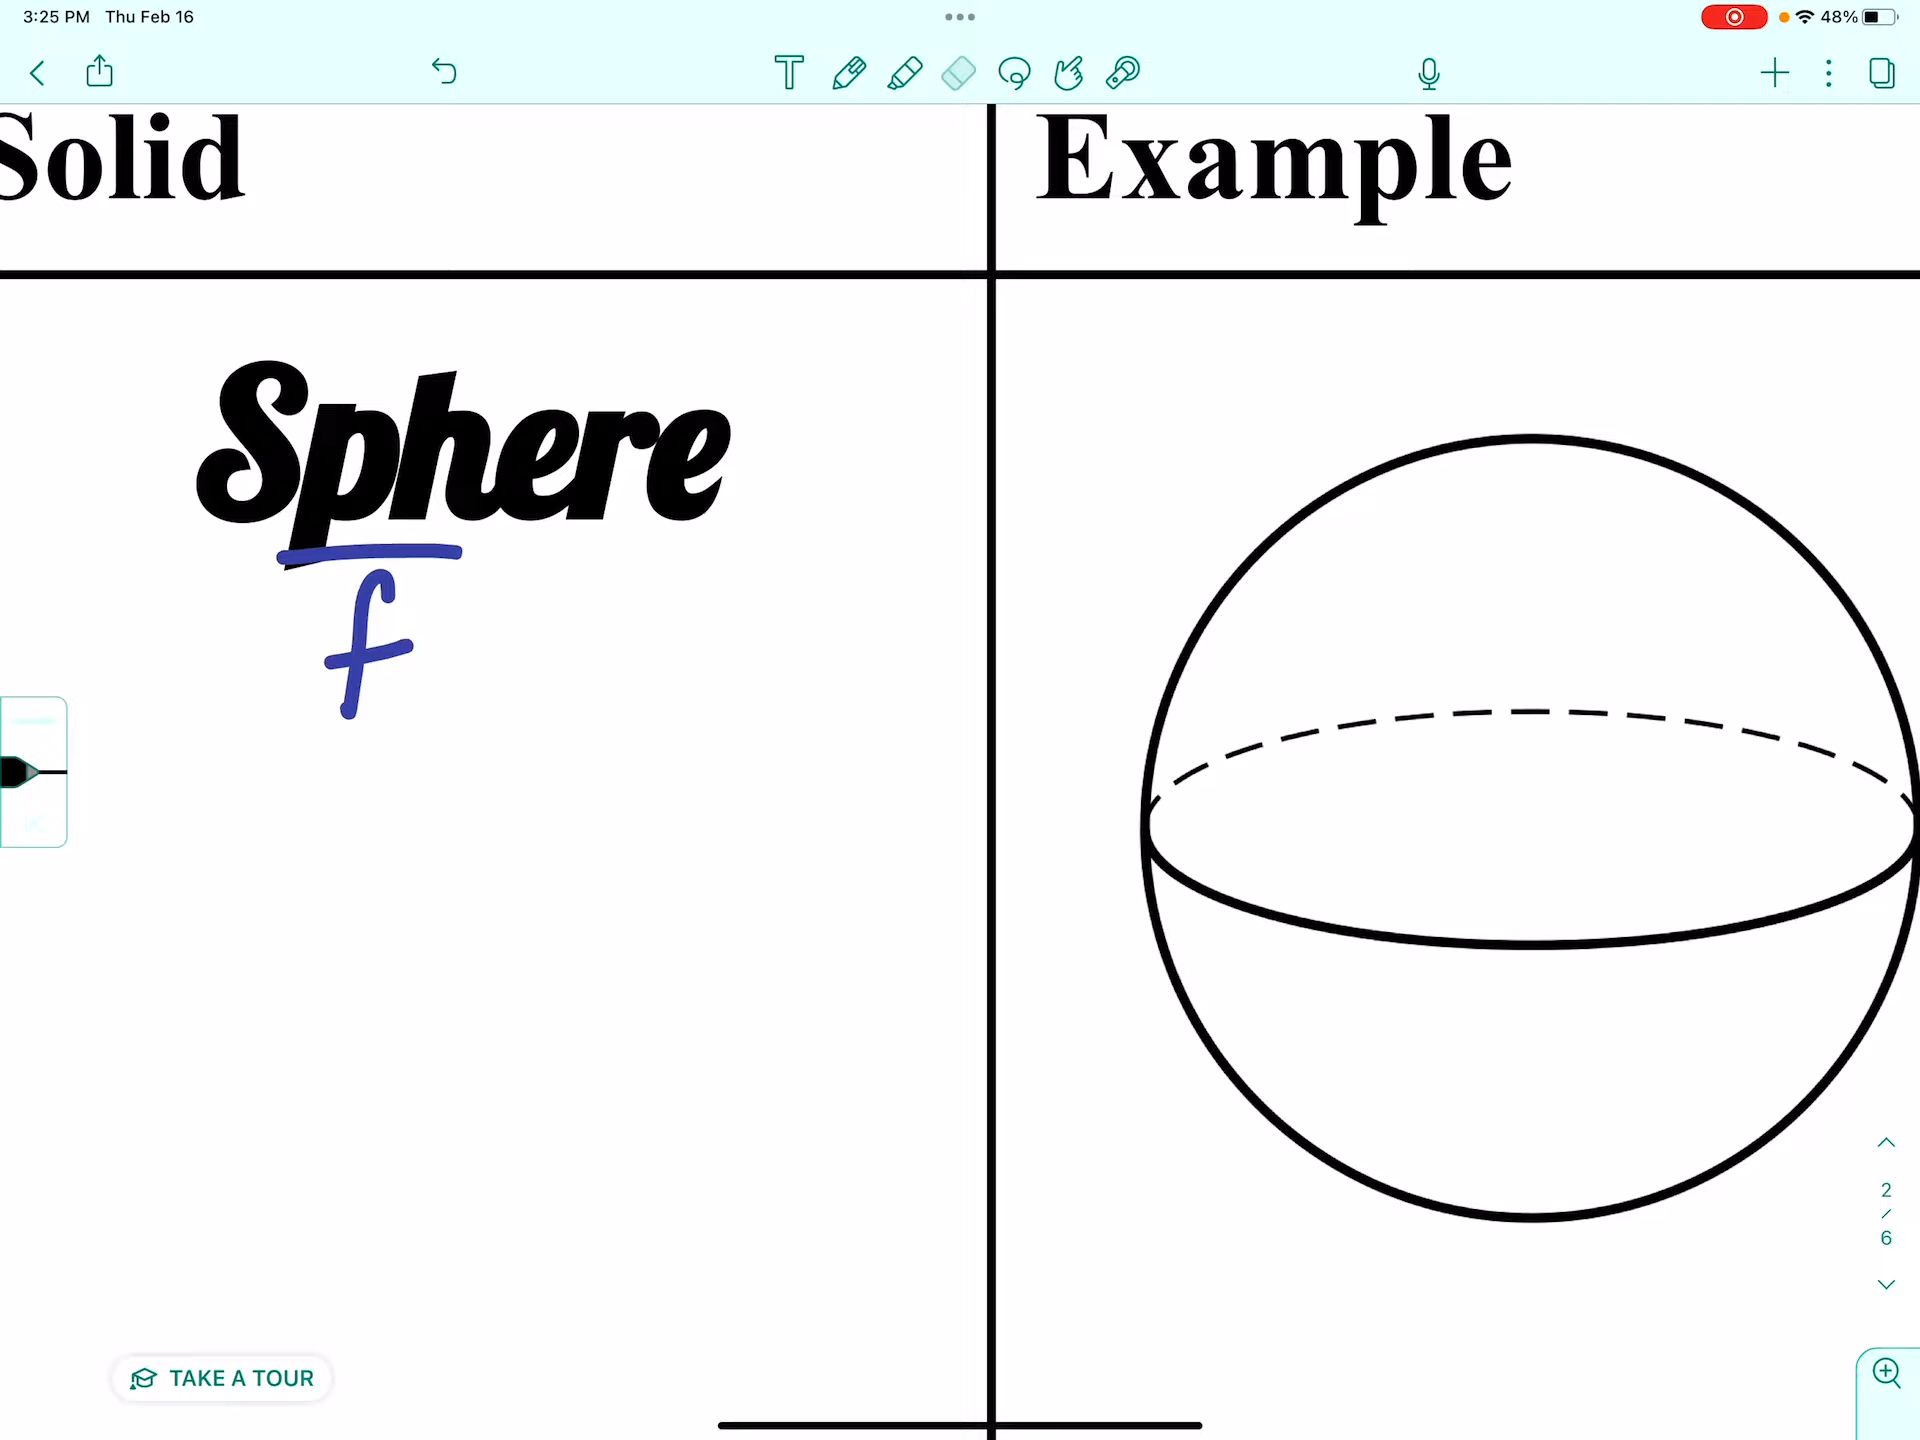 3:25 PM Thu Feb 16
48%
Solid
Example
Sphere
f
2
/
6
TAKE A TOUR